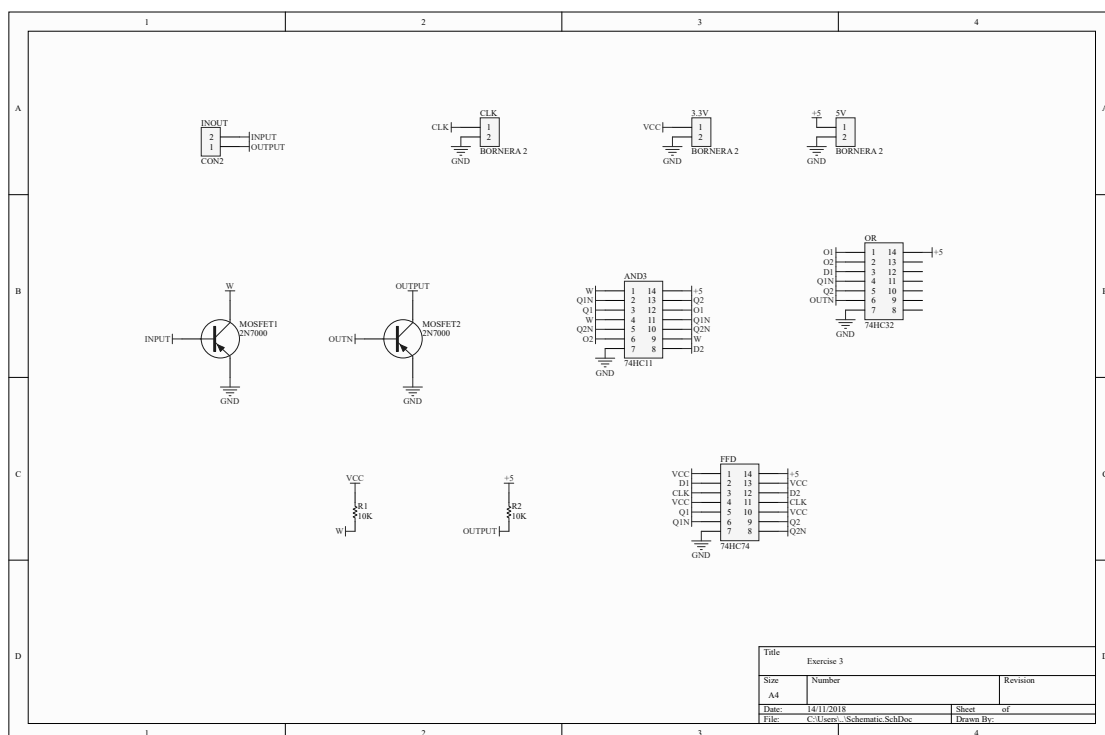 1 2 3 4
A A
INOUT
2 INPUT
1 OUTPUT
CON2
CLK
CLK 1
2
GND
BORNERA 2
3.3V
VCC 1
2
GND
BORNERA 2
+5 5V
1
2
GND
BORNERA 2
B
W
MOSFET1
2N7000
INPUT
GND
OUTPUT
MOSFET2
2N7000
OUTN
GND
AND3
W 1 14 +5
Q1N 2 13 Q2
Q1 3 12 O1
W 4 11 Q1N
Q2N 5 10 Q2N
O2 6 9 W
7 8 D2
GND
74HC11
OR
O1 1 14 +5
O2 2 13
D1 3 12
Q1N 4 11
Q2 5 10
OUTN 6 9
7 8
GND
74HC32
C
VCC
R1
10K
W
+5
R2
10K
OUTPUT
FFD
VCC 1 14 +5
D1 2 13 VCC
CLK 3 12 D2
VCC 4 11 CLK
Q1 5 10 VCC
Q1N 6 9 Q2
7 8 Q2N
GND
74HC74
D
Title
Exercise 3
Size Number Revision
A4
Date: 14/11/2018 Sheet of
File: C:\Users\..\Schematic.SchDoc Drawn By:
1 2 3 4